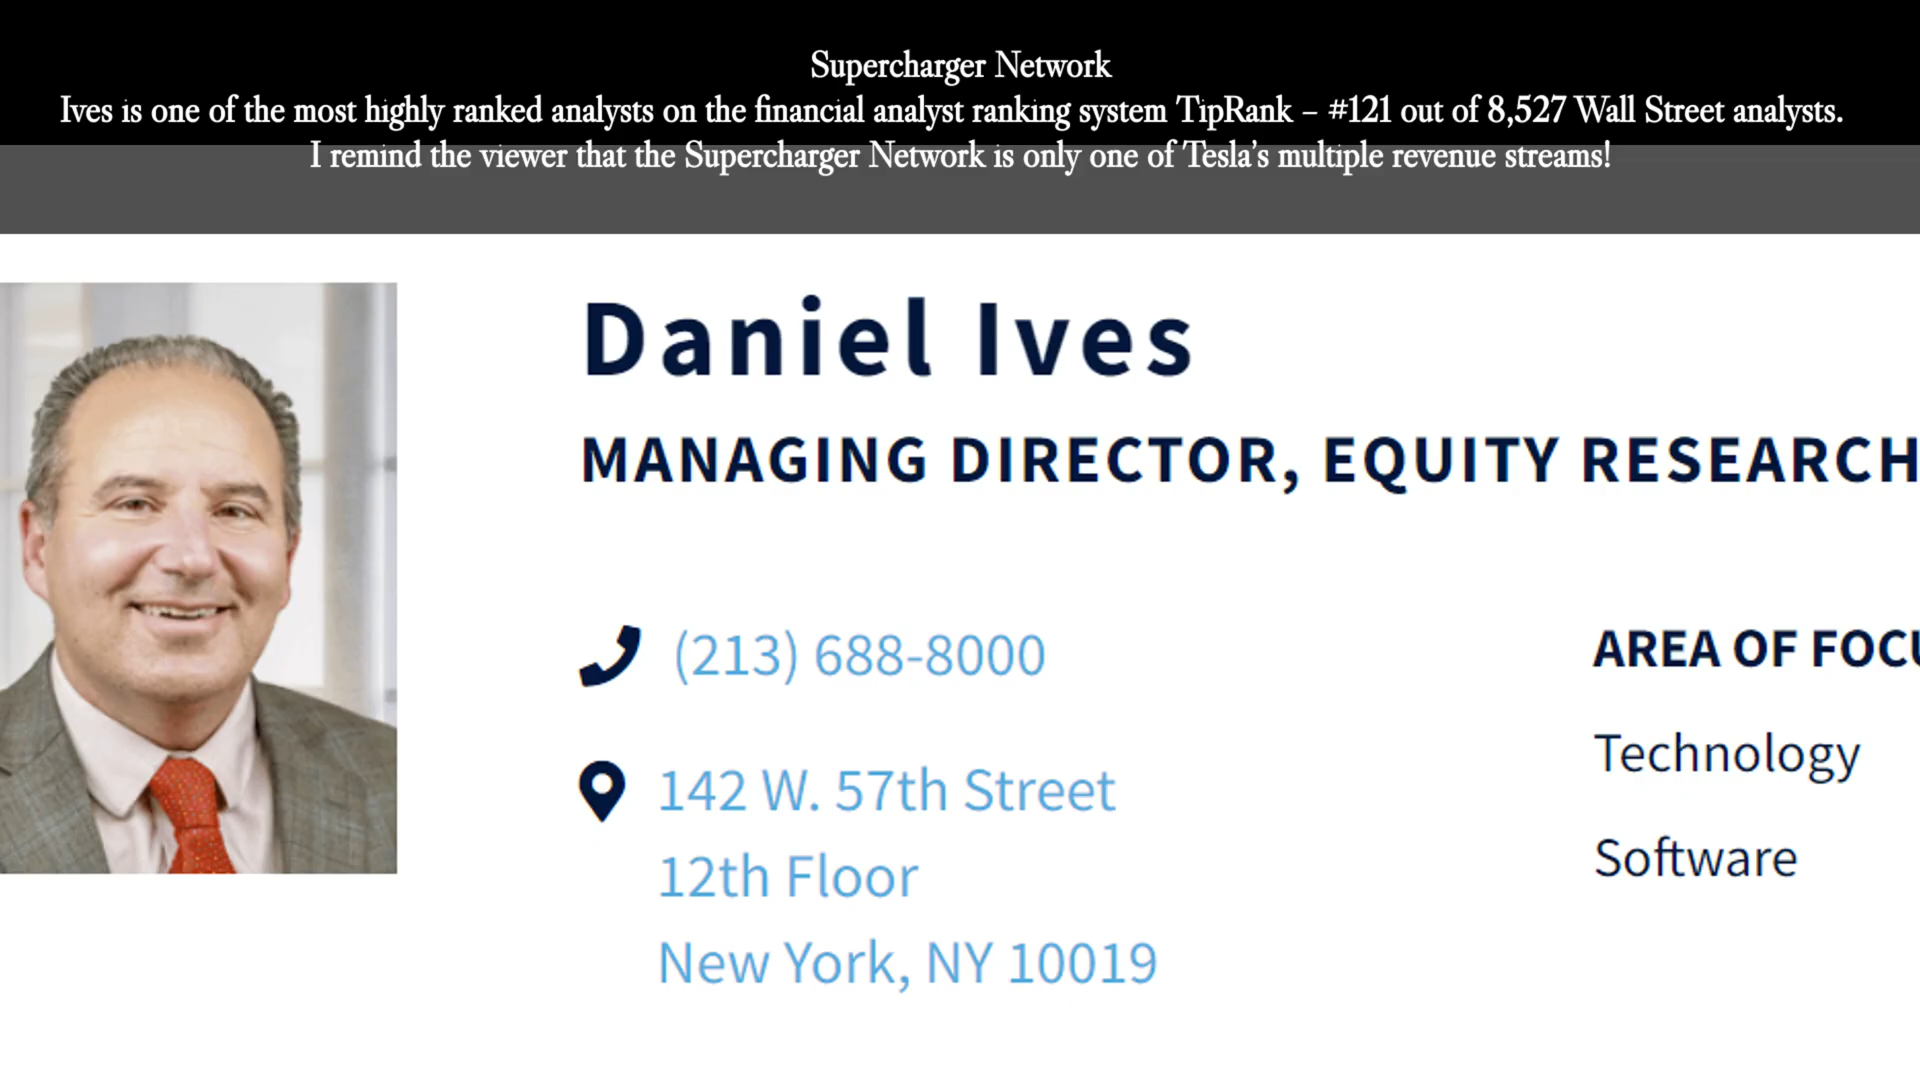 Supercharger Network
Ives is one of the most highly ranked analysts on the financial analyst ranking system TipRank – #121 out of 8,527 Wall Street analysts.
I remind the viewer that the Supercharger Network is only one of Tesla’s multiple revenue streams!
Daniel Ives
MANAGING DIRECTOR, EQUITY RESEARCH
(213) 688-8000
142 W. 57th Street
12th Floor
New York, NY 10019
AREA OF FOCU
Technology
Software